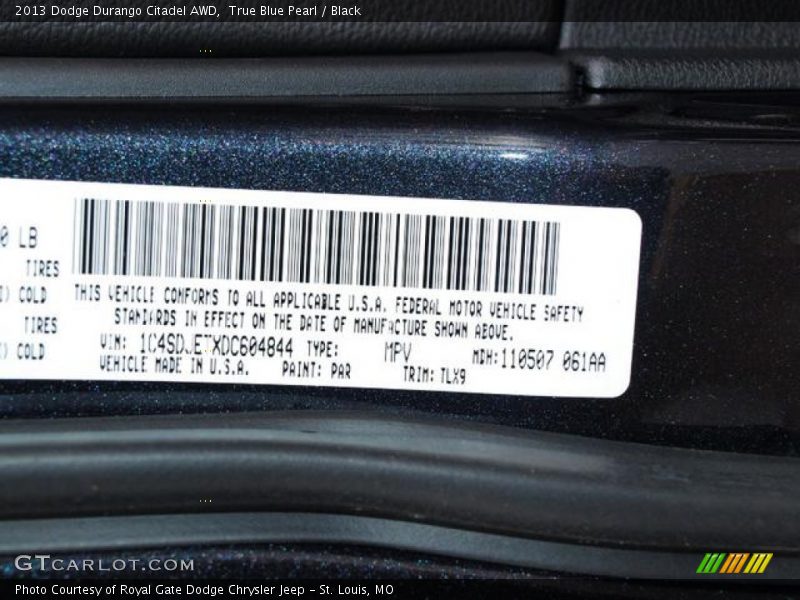 2013 Dodge Durango Citadel AWD,  True Blue Pearl / Black
0 LB
TIRES
COLD
TIRES
COLD
THIS VEHICLE CONFORMS TO ALL APPLICABLE U.S.A. FEDERAL MOTOR VEHICLE SAFETY
STANDARDS IN EFFECT ON THE DATE OF MANUFACTURE SHOWN ABOVE.
VIN: 1C4SDJETXDC604844 TYPE: MPV MDH:110507 061AA
VEHICLE MADE IN U.S.A. PAINT: PAR TRIM: TLX9
GTCARLOT.COM
Photo Courtesy of Royal Gate Dodge Chrysler Jeep - St. Louis, MO